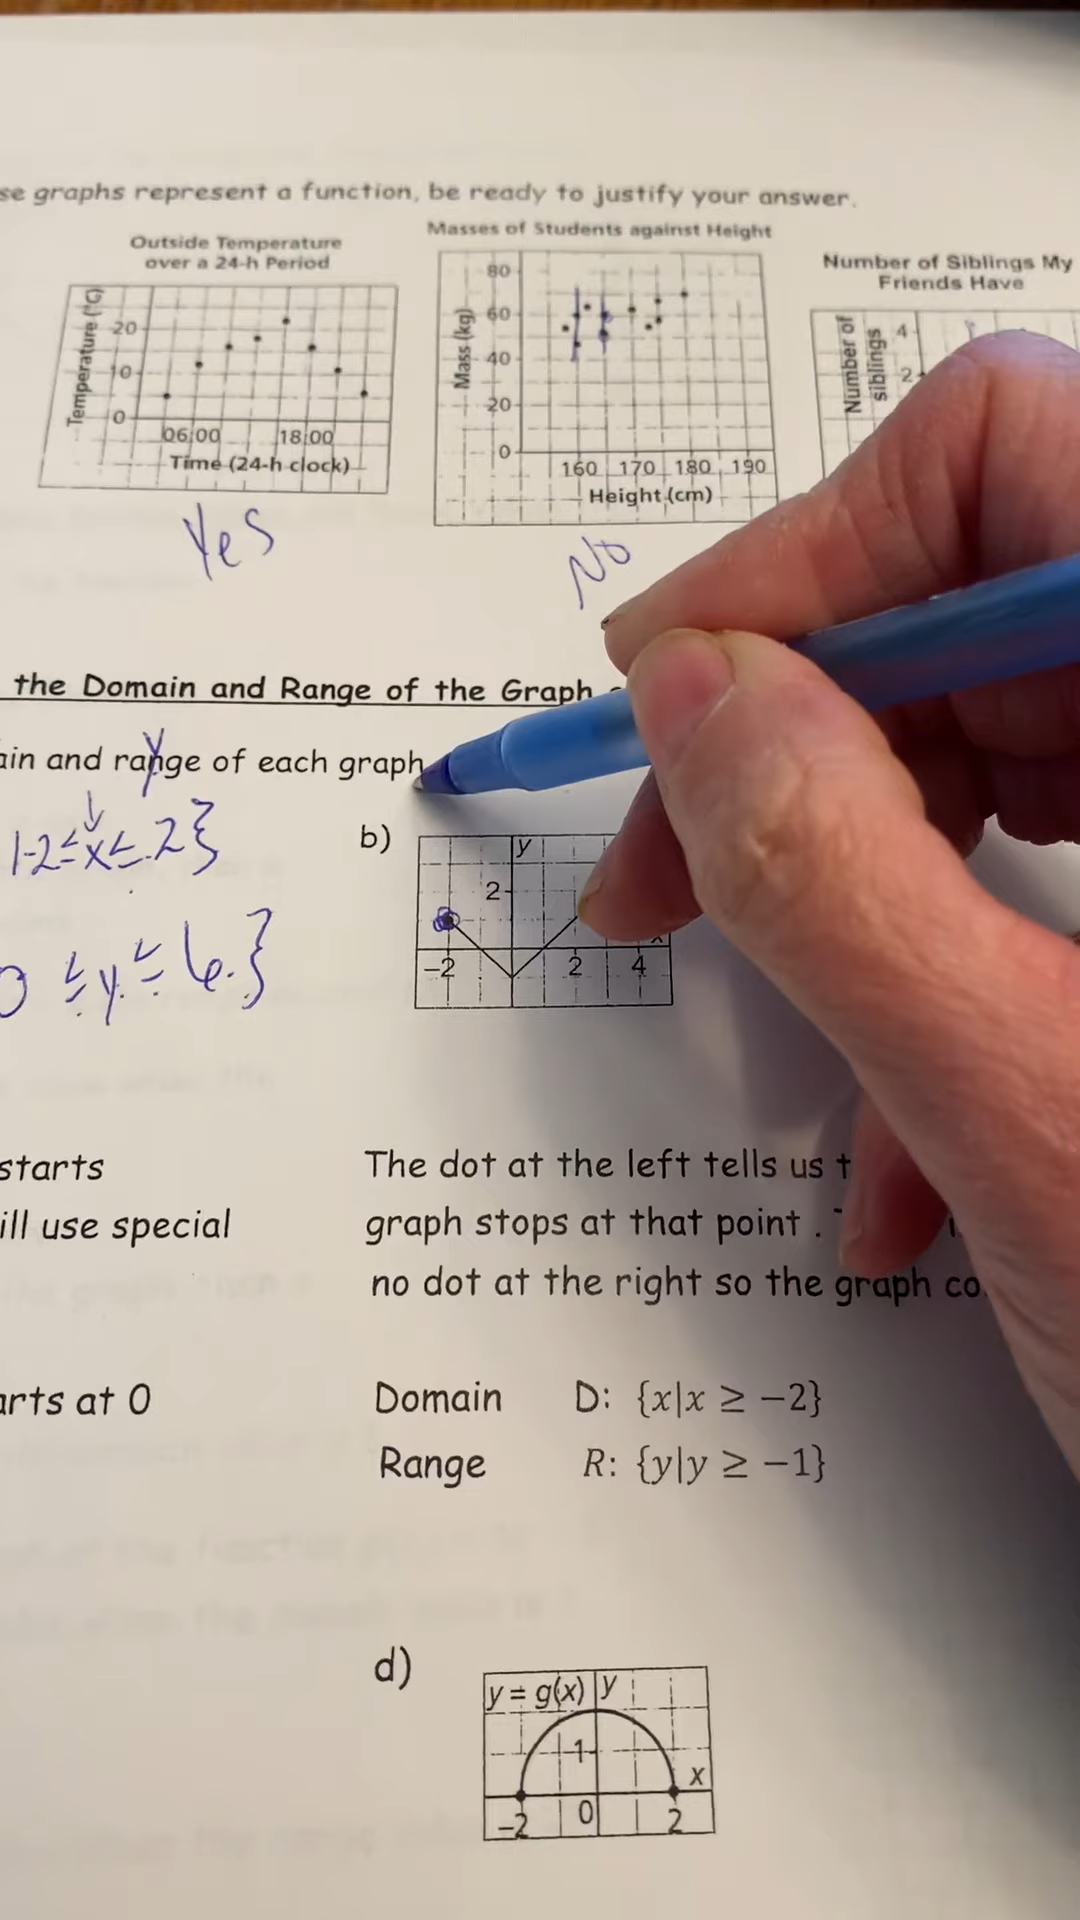 se graphs represent a function, be ready to justify your answer.
Outside Temperature
over a 24-h Period
Temperature (°C)
20
10
0
06:00 18:00
Time (24-h clock)
Yes
Masses of Students against Height
Mass (kg)
80
60
40
20
0
160 170 180 190
Height (cm)
No
Number of Siblings My
Friends Have
Number of
siblings
4
2
the Domain and Range of the Graph
ain and range of each graph
y
1-2≤x≤.2}
0 ≤y.≤ 6.}
b)
y
2
-2 2 4
x
starts
ill use special
arts at 0
The dot at the left tells us t
graph stops at that point .
no dot at the right so the graph co
Domain D: {x|x ≥ −2}
Range R: {y|y ≥ −1}
d)
y = g(x) y
1
x
-2 0 2